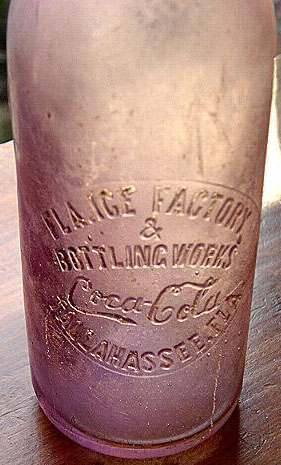 FLA. ICE FACTORY
&
BOTTLING WORKS
Coca-Cola
TALLAHASSEE, FLA